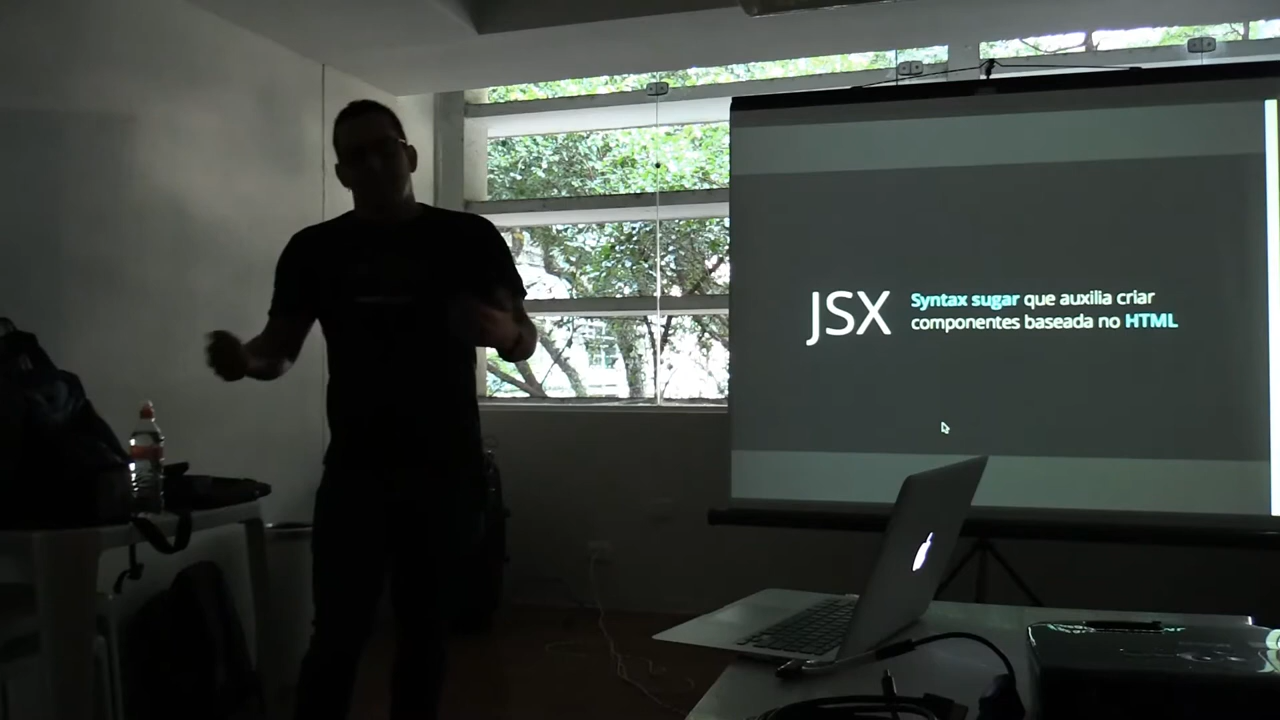 JSX
Syntax sugar que auxilia criar
componentes baseada no HTML